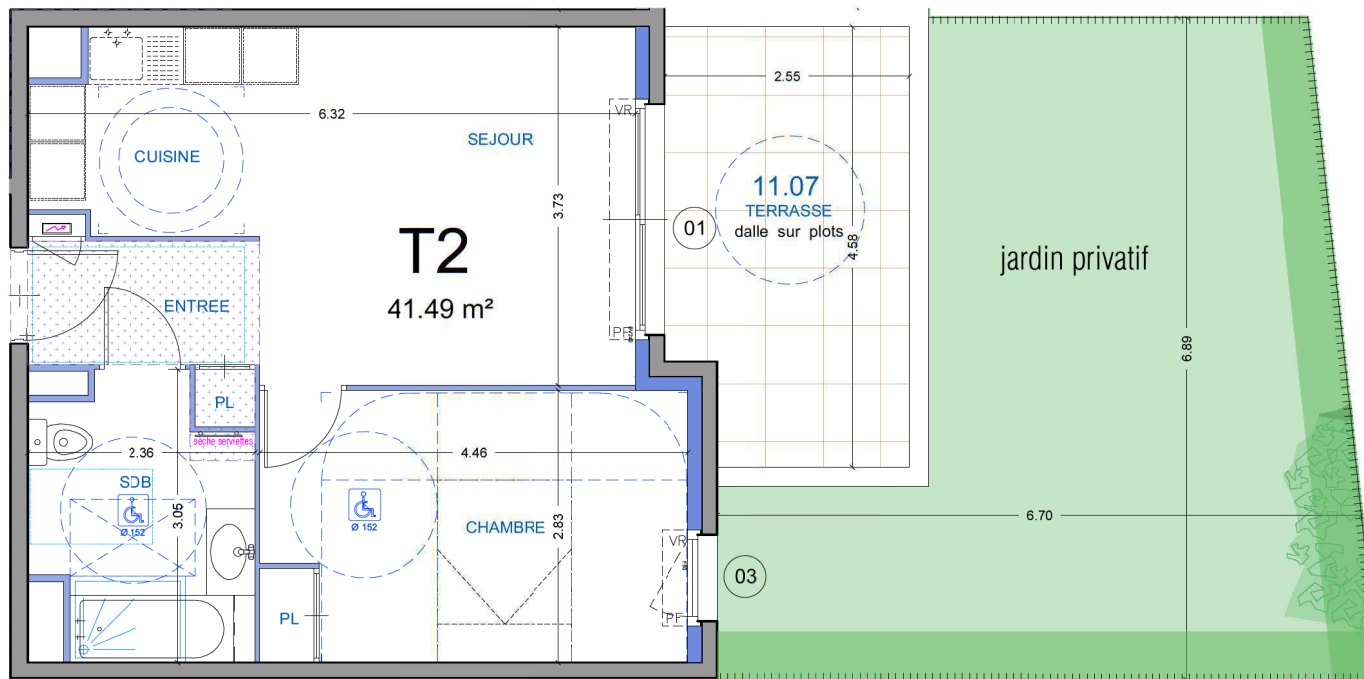 2.55
VR
6.32
SEJOUR
CUISINE
11.07
TERRASSE
dalle sur plots
3.73
01
T2
41.49 m²
4.58
jardin privatif
ENTREE
PF
6.89
PL
sèche serviettes
2.36
4.46
SDB
Ø 152
3.05
Ø 152
CHAMBRE
2.83
6.70
VR
03
PF
PL